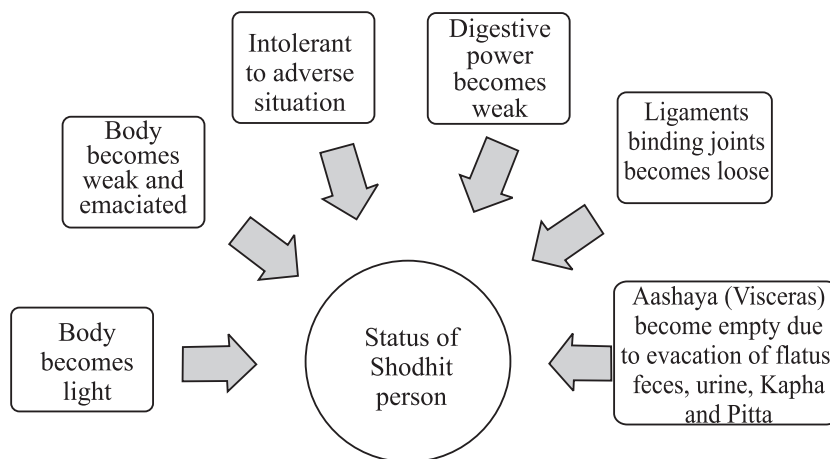 Intolerant
to adverse
situation
Digestive
power
becomes
weak
Body
becomes
weak and
emaciated
Ligaments
binding joints
becomes loose
Body
becomes
light
Status of
Shodhit
person
Aashaya (Visceras)
become empty due
to evacation of flatus
feces, urine, Kapha
and Pitta